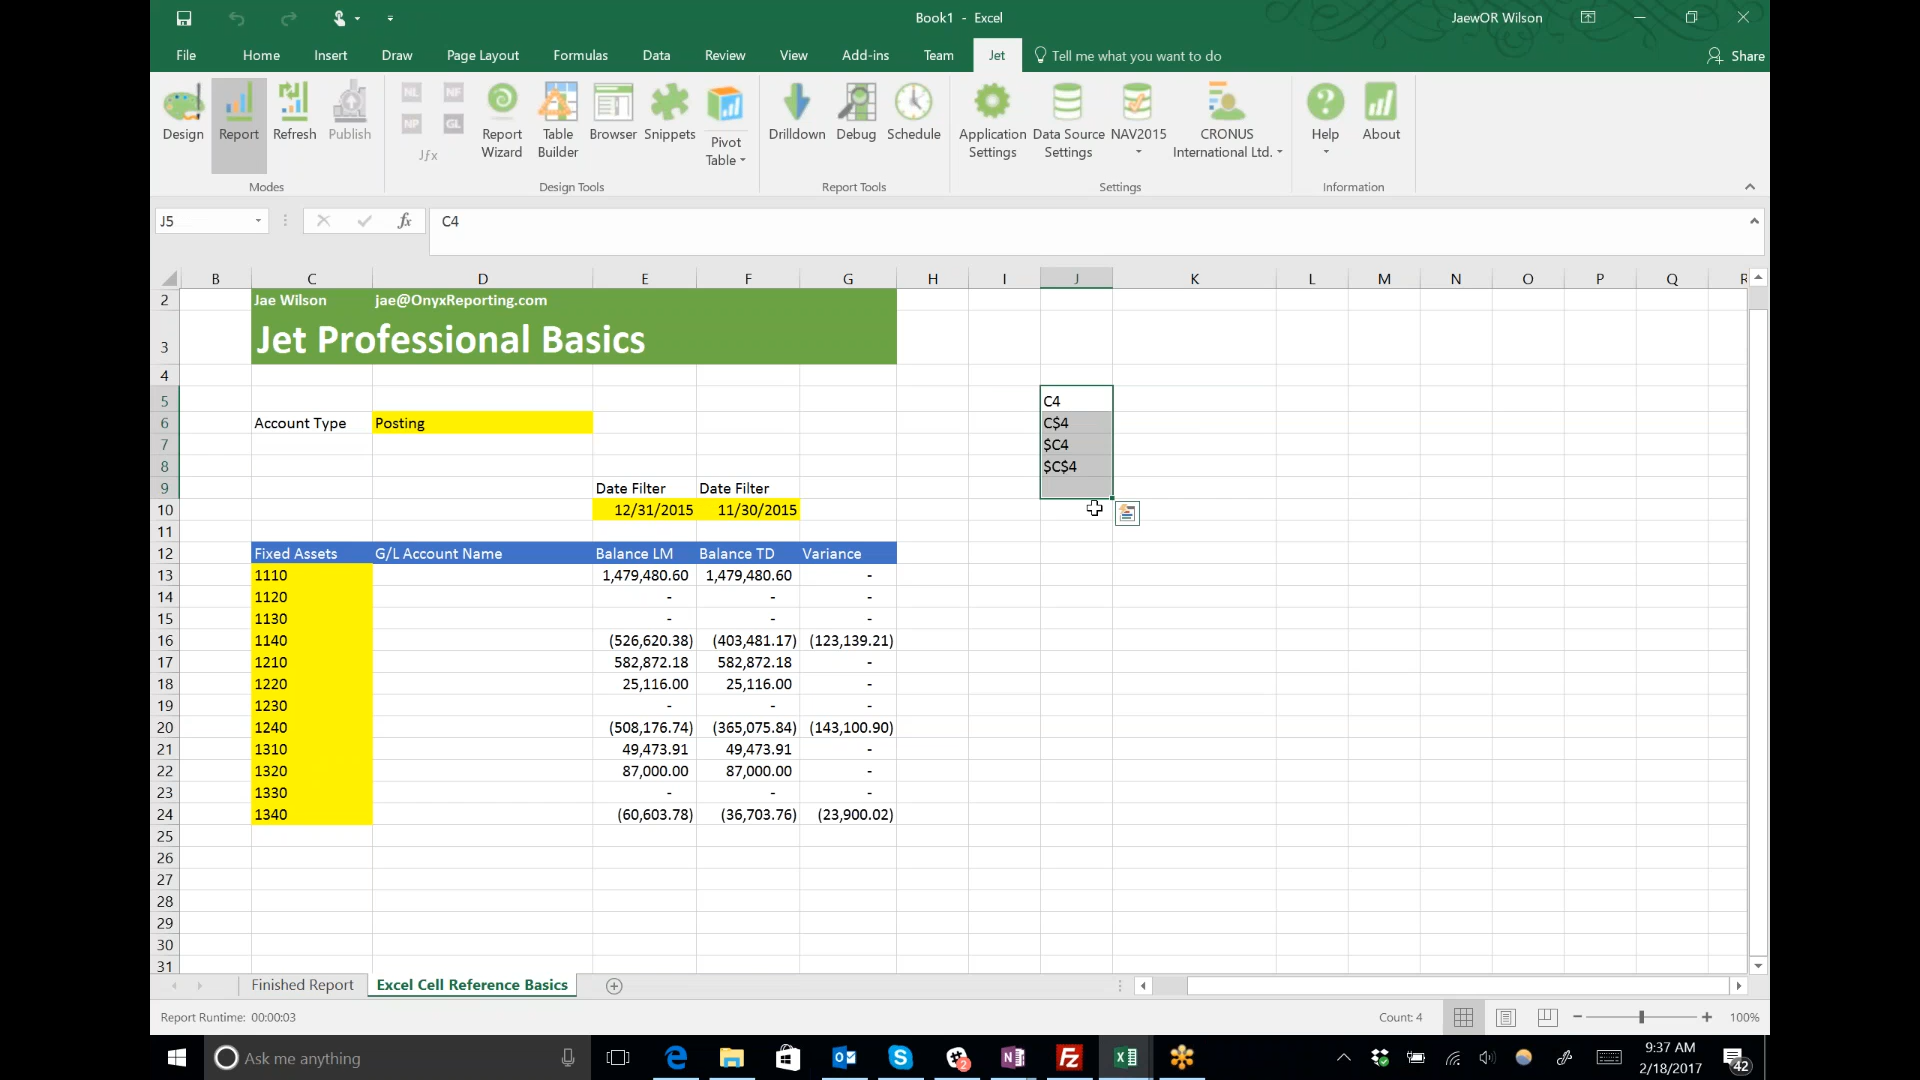 Book1 - Excel
JaewOR Wilson
File Home Insert Draw Page Layout Formulas Data Review View Add-ins Team Jet Tell me what you want to do Share
NL NF
NP GL
Jfx
Design Report Refresh Publish Report Wizard Table Builder Browser Snippets Pivot Table Drilldown Debug Schedule Application Settings Data Source Settings NAV2015 CRONUS International Ltd. Help About
Modes Design Tools Report Tools Settings Information
J5 fx C4
B C D E F G H I J K L M N O P Q R
2 Jae Wilson jae@OnyxReporting.com
3 Jet Professional Basics
4
5 C4
6 Account Type Posting C$4
7 $C4
8 $C$4
9 Date Filter Date Filter
10 12/31/2015 11/30/2015
11
12 Fixed Assets G/L Account Name Balance LM Balance TD Variance
13 1110 1,479,480.60 1,479,480.60 -
14 1120 - - -
15 1130 - - -
16 1140 (526,620.38) (403,481.17) (123,139.21)
17 1210 582,872.18 582,872.18 -
18 1220 25,116.00 25,116.00 -
19 1230 - - -
20 1240 (508,176.74) (365,075.84) (143,100.90)
21 1310 49,473.91 49,473.91 -
22 1320 87,000.00 87,000.00 -
23 1330 - - -
24 1340 (60,603.78) (36,703.76) (23,900.02)
25
26
27
28
29
30
31
Finished Report Excel Cell Reference Basics
Report Runtime: 00:00:03 Count: 4 100%
Ask me anything
9:37 AM
2/18/2017
42